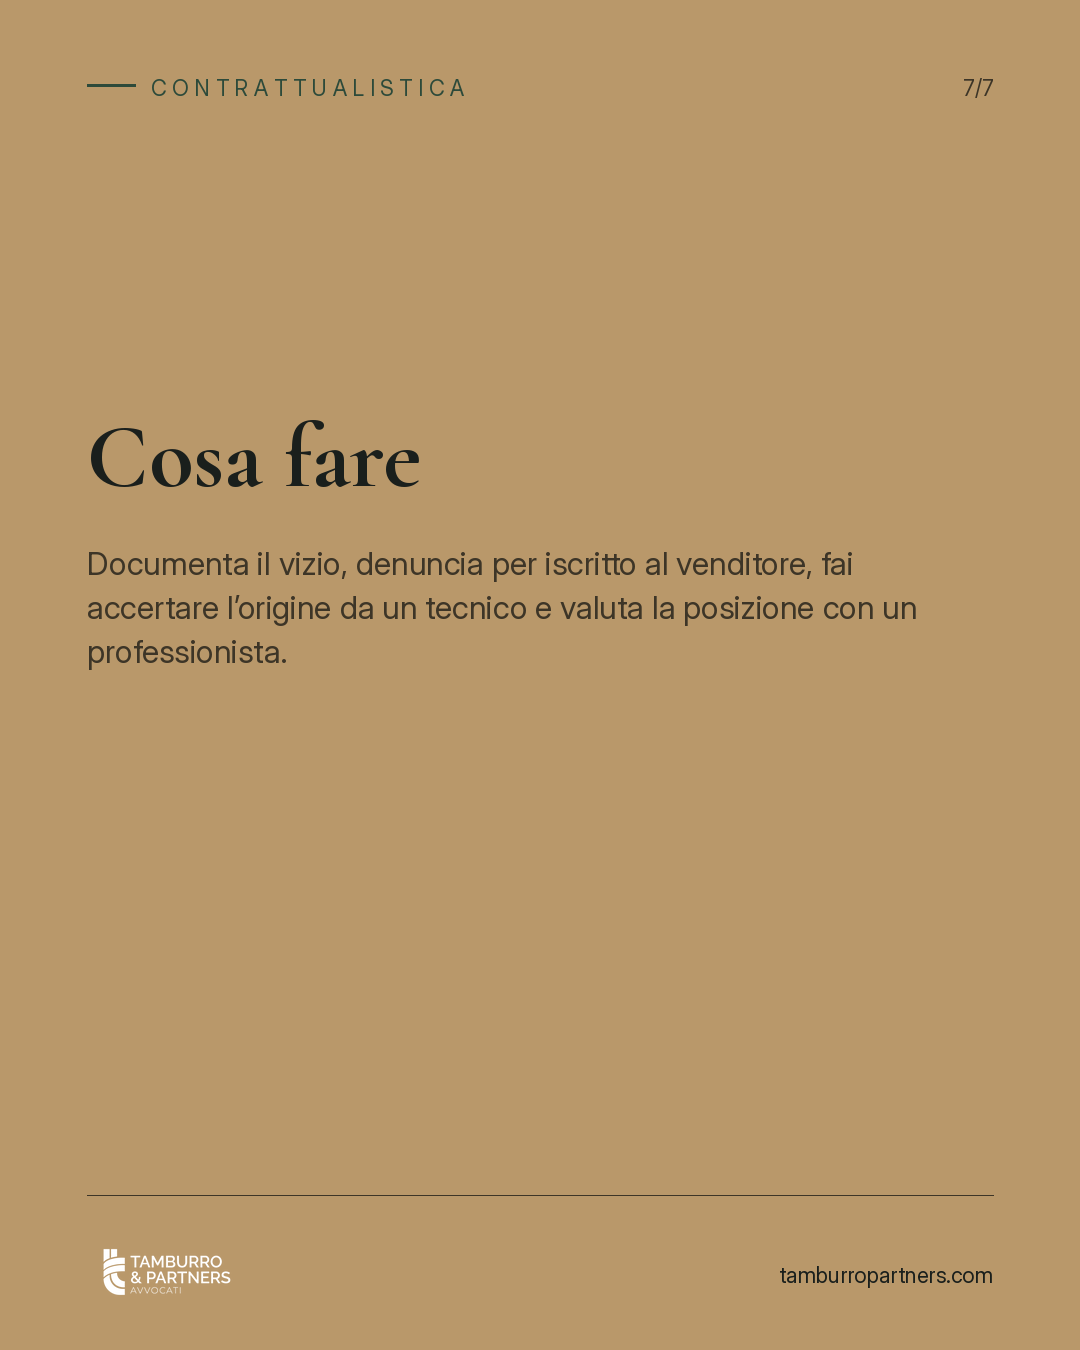 CONTRATTUALISTICA
7/7
Cosa fare
Documenta il vizio, denuncia per iscritto al venditore, fai
accertare l’origine da un tecnico e valuta la posizione con un
professionista.
TAMBURRO
& PARTNERS
AVVOCATI
tamburropartners.com